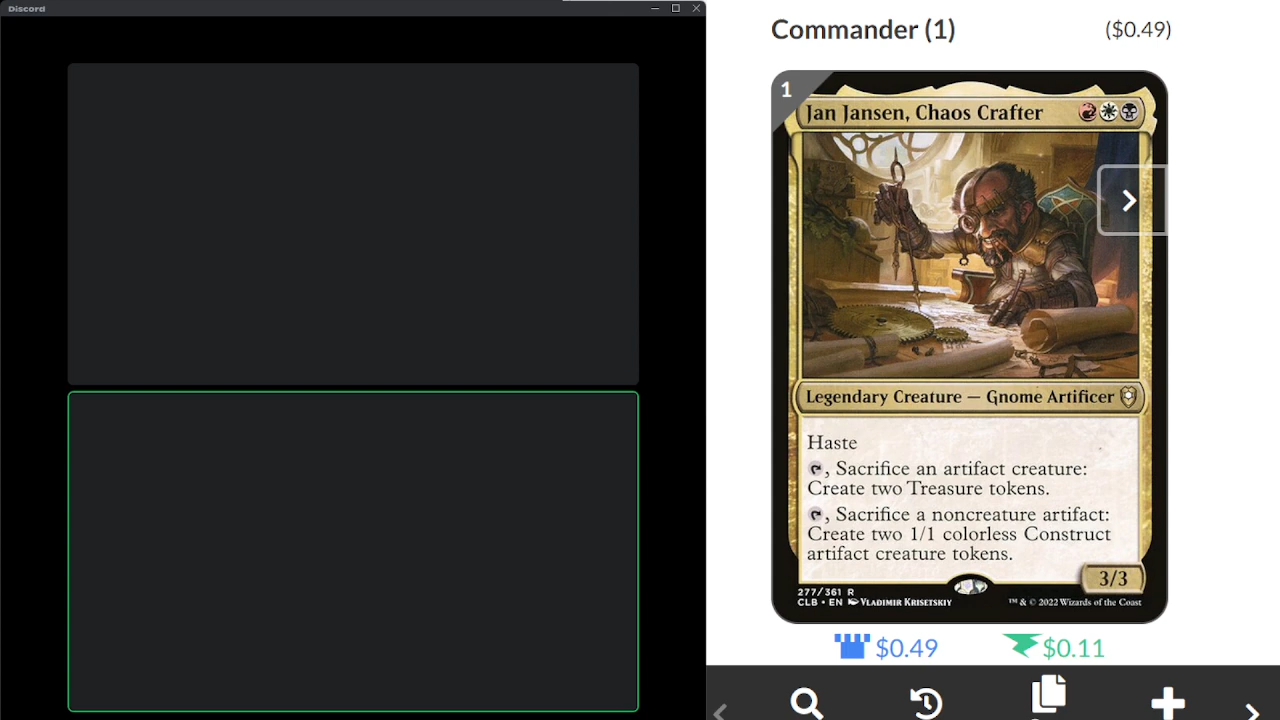 Discord
Commander (1)
($0.49)
1
Jan Jansen, Chaos Crafter
Legendary Creature — Gnome Artificer
Haste
, Sacrifice an artifact creature:
Create two Treasure tokens.
, Sacrifice a noncreature artifact:
Create two 1/1 colorless Construct
artifact creature tokens.
3/3
277/361 R
CLB • EN Vladimir Krisetskiy
™ & © 2022 Wizards of the Coast
$0.49
$0.11